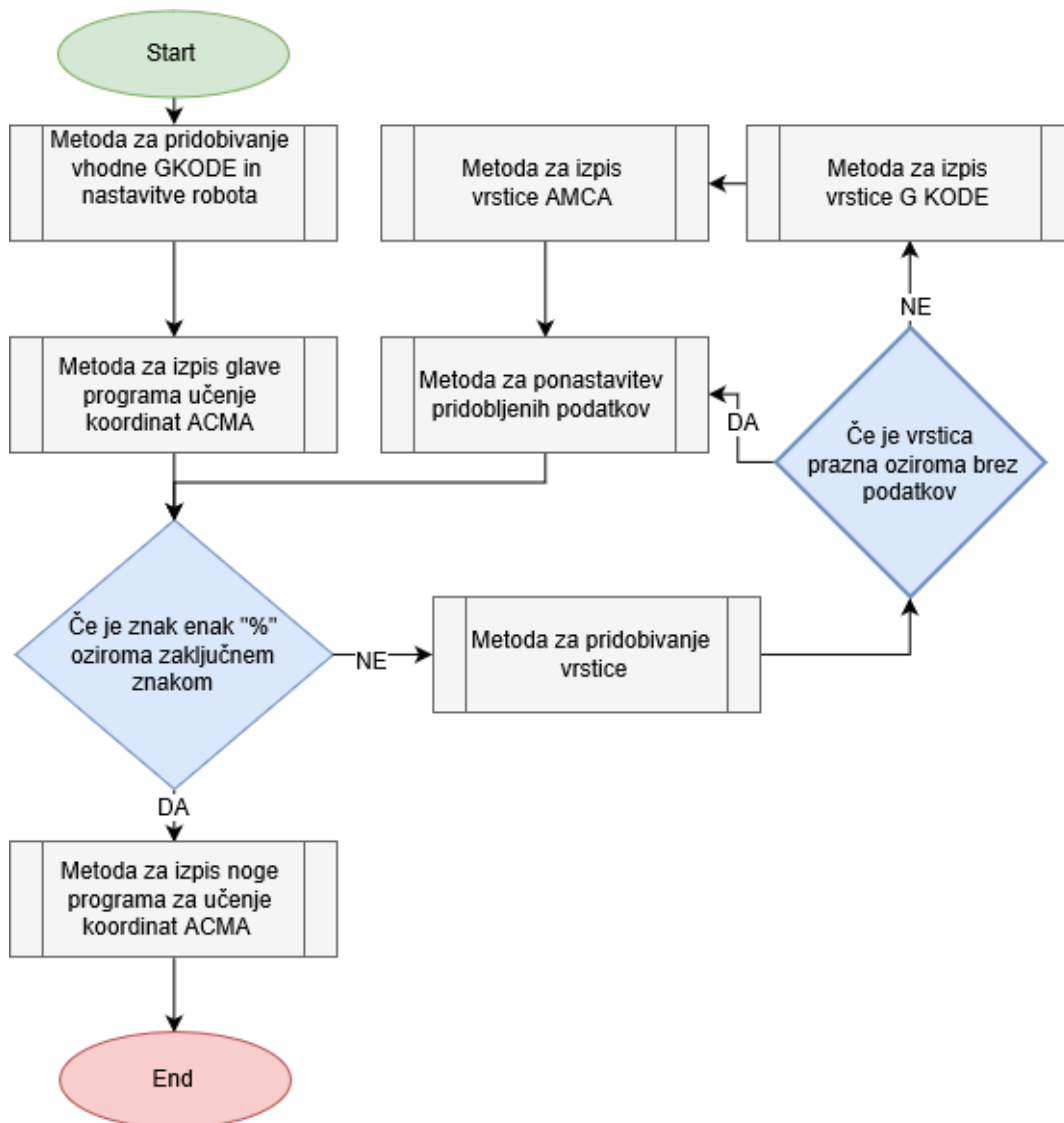 Start
Metoda za pridobivanje
vhodne GKODE in
nastavitve robota
Metoda za izpis
vrstice AMCA
Metoda za izpis
vrstice G KODE
NE
Metoda za izpis glave
programa učenje
koordinat ACMA
Metoda za ponastavitev
pridobljenih podatkov
DA
Če je vrstica
prazna oziroma brez
podatkov
Če je znak enak "%"
oziroma zaključnem
znakom
NE
Metoda za pridobivanje
vrstice
DA
Metoda za izpis noge
programa za učenje
koordinat ACMA
End